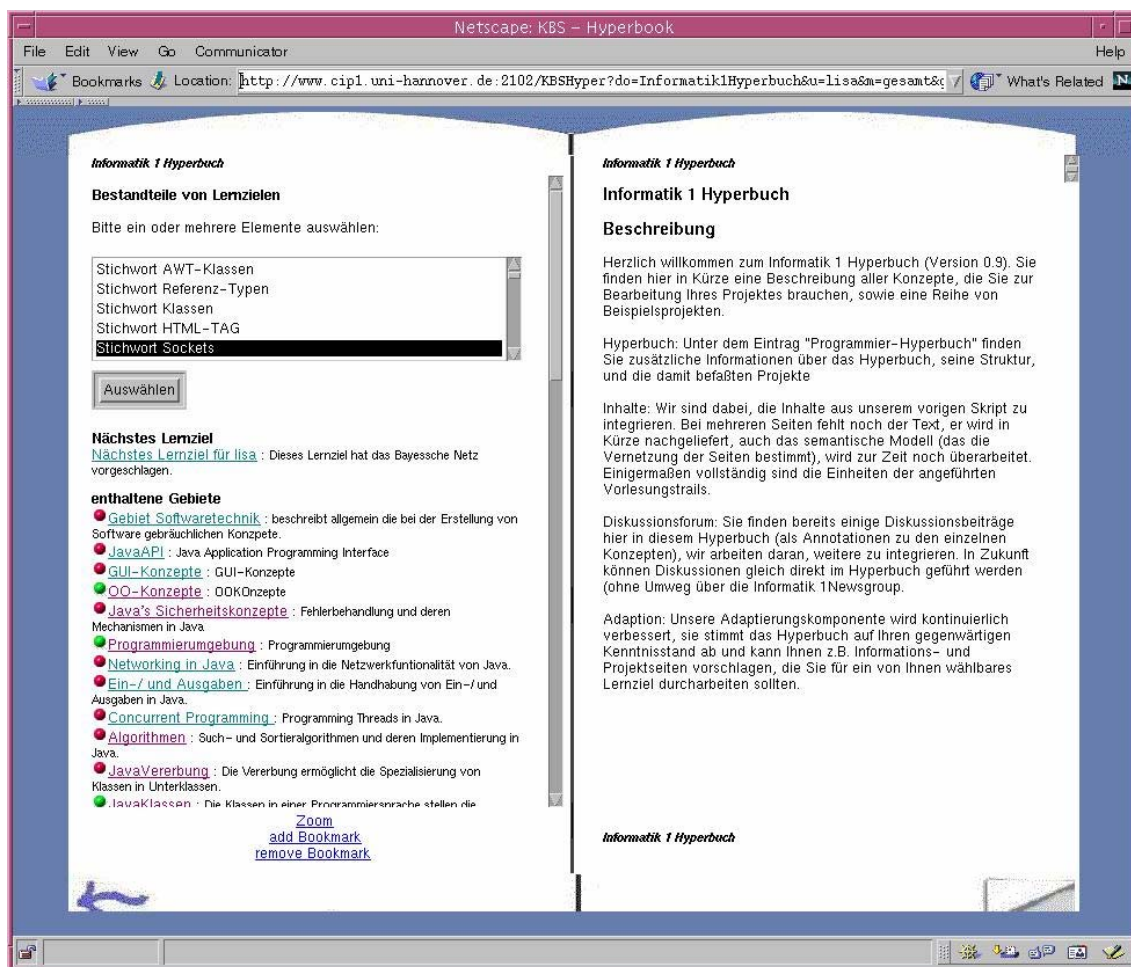 Netscape: KBS – Hyperbook
File Edit View Go Communicator Help
Bookmarks Location: http://www.cip1.uni-hannover.de:2102/KBSHyper?do=Informatik1Hyperbuch&u=lisa&m=gesamt& What's Related N
Informatik 1 Hyperbuch
Bestandteile von Lernzielen
Bitte ein oder mehrere Elemente auswählen:
Stichwort AWT–Klassen
Stichwort Referenz–Typen
Stichwort Klassen
Stichwort HTML–TAG
Stichwort Sockets
Auswählen
Nächstes Lernziel
Nächstes Lernziel für lisa : Dieses Lernziel hat das Bayessche Netz
vorgeschlagen.
enthaltene Gebiete
Gebiet Softwaretechnik : beschreibt allgemein die bei der Erstellung von
Software gebräuchlichen Konzpete.
JavaAPI : Java Application Programming Interface
GUI–Konzepte : GUI–Konzepte
OO–Konzepte : OOKOnzepte
Java's Sicherheitskonzepte : Fehlerbehandlung und deren
Mechanismen in Java
Programmierumgebung : Programmierumgebung
Networking in Java : Einführung in die Netzwerkfuntionalität von Java.
Ein–/ und Ausgaben : Einführung in die Handhabung von Ein–/und
Ausgaben in Java.
Concurrent Programming : Programming Threads in Java.
Algorithmen : Such– und Sortieralgorithmen und deren Implementierung in
Java.
JavaVererbung : Die Vererbung ermöglicht die Spezialisierung von
Klassen in Unterklassen.
JavaKlassen : Die Klassen in einer Programmiersprache stellen die
Zoom
add Bookmark
remove Bookmark
Informatik 1 Hyperbuch
Informatik 1 Hyperbuch
Beschreibung
Herzlich willkommen zum Informatik 1 Hyperbuch (Version 0.9). Sie
finden hier in Kürze eine Beschreibung aller Konzepte, die Sie zur
Bearbeitung Ihres Projektes brauchen, sowie eine Reihe von
Beispielsprojekten.
Hyperbuch: Unter dem Eintrag "Programmier–Hyperbuch" finden
Sie zusätzliche Informationen über das Hyperbuch, seine Struktur,
und die damit befaßten Projekte
Inhalte: Wir sind dabei, die Inhalte aus unserem vorigen Skript zu
integrieren. Bei mehreren Seiten fehlt noch der Text, er wird in
Kürze nachgeliefert, auch das semantische Modell (das die
Vernetzung der Seiten bestimmt), wird zur Zeit noch überarbeitet.
Einigermaßen vollständig sind die Einheiten der angeführten
Vorlesungstrails.
Diskussionsforum: Sie finden bereits einige Diskussionsbeiträge
hier in diesem Hyperbuch (als Annotationen zu den einzelnen
Konzepten), wir arbeiten daran, weitere zu integrieren. In Zukunft
können Diskussionen gleich direkt im Hyperbuch geführt werden
(ohne Umweg über die Informatik 1Newsgroup.
Adaption: Unsere Adaptierungskomponente wird kontinuierlich
verbessert, sie stimmt das Hyperbuch auf Ihren gegenwärtigen
Kenntnisstand ab und kann Ihnen z.B. Informations– und
Projektseiten vorschlagen, die Sie für ein von Ihnen wählbares
Lernziel durcharbeiten sollten.
Informatik 1 Hyperbuch